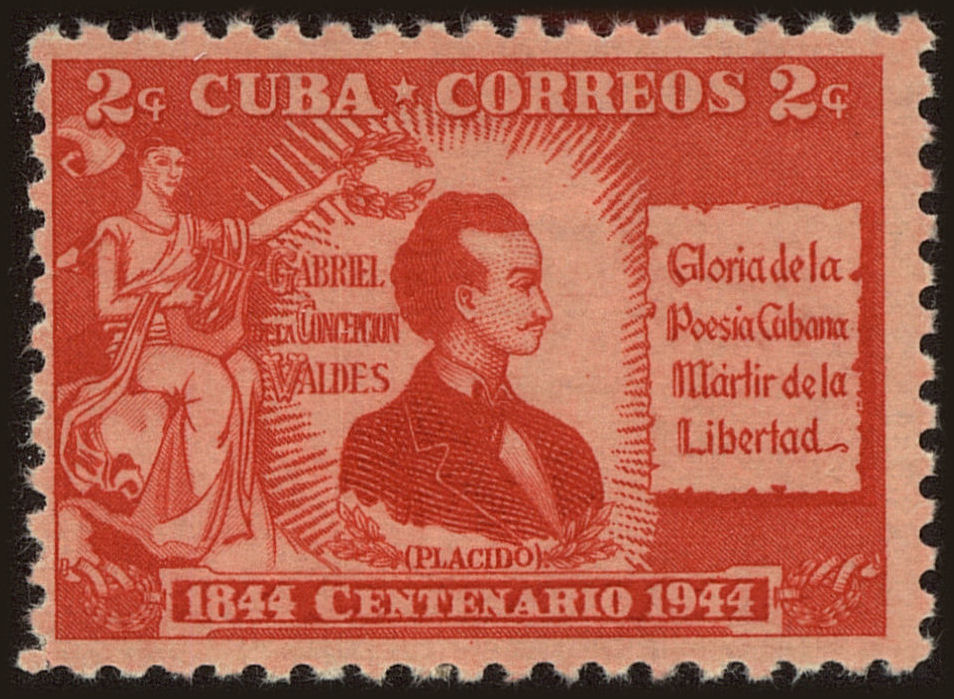 2¢ CUBA ★ CORREOS 2¢
GABRIEL
DE LA CONCEPCION
VALDES
Gloria de la
Poesia Cubana
Mártir de la
Libertad
(PLACIDO)
1844 CENTENARIO 1944